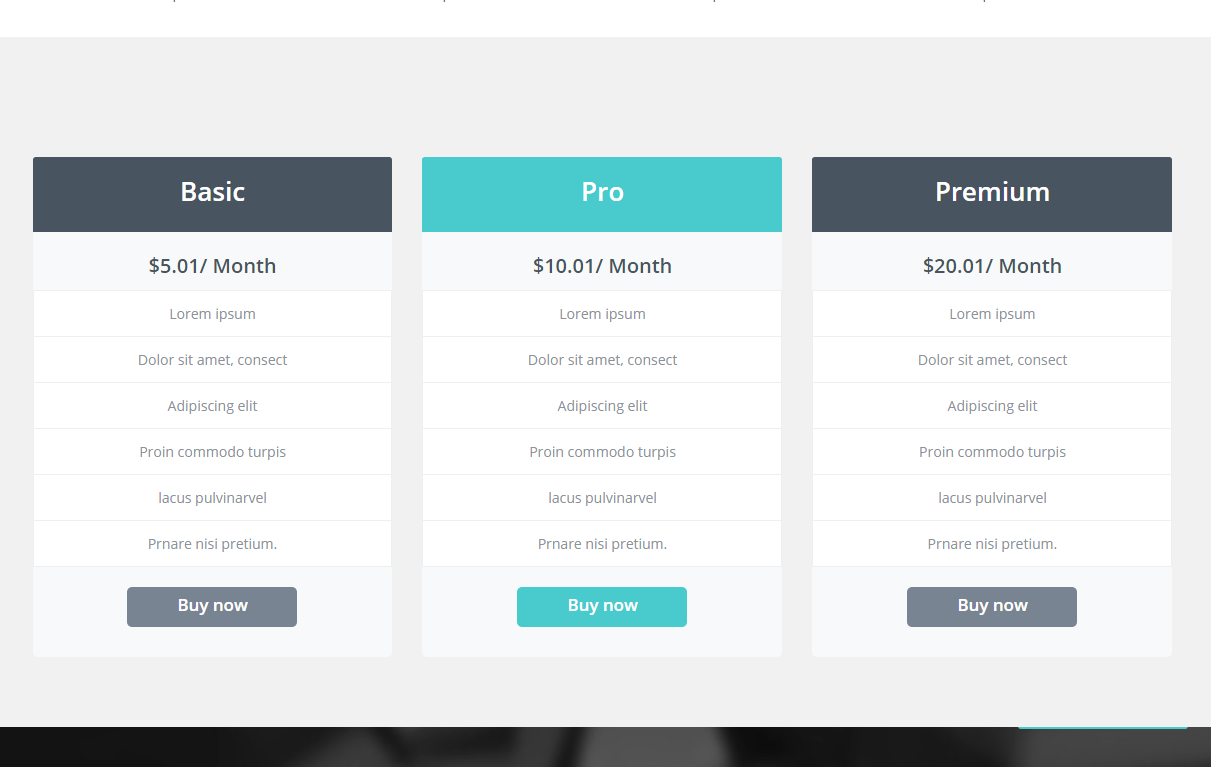 Basic
$5.01/ Month
Lorem ipsum
Dolor sit amet, consect
Adipiscing elit
Proin commodo turpis
lacus pulvinarvel
Prnare nisi pretium.
Buy now
Pro
$10.01/ Month
Lorem ipsum
Dolor sit amet, consect
Adipiscing elit
Proin commodo turpis
lacus pulvinarvel
Prnare nisi pretium.
Buy now
Premium
$20.01/ Month
Lorem ipsum
Dolor sit amet, consect
Adipiscing elit
Proin commodo turpis
lacus pulvinarvel
Prnare nisi pretium.
Buy now